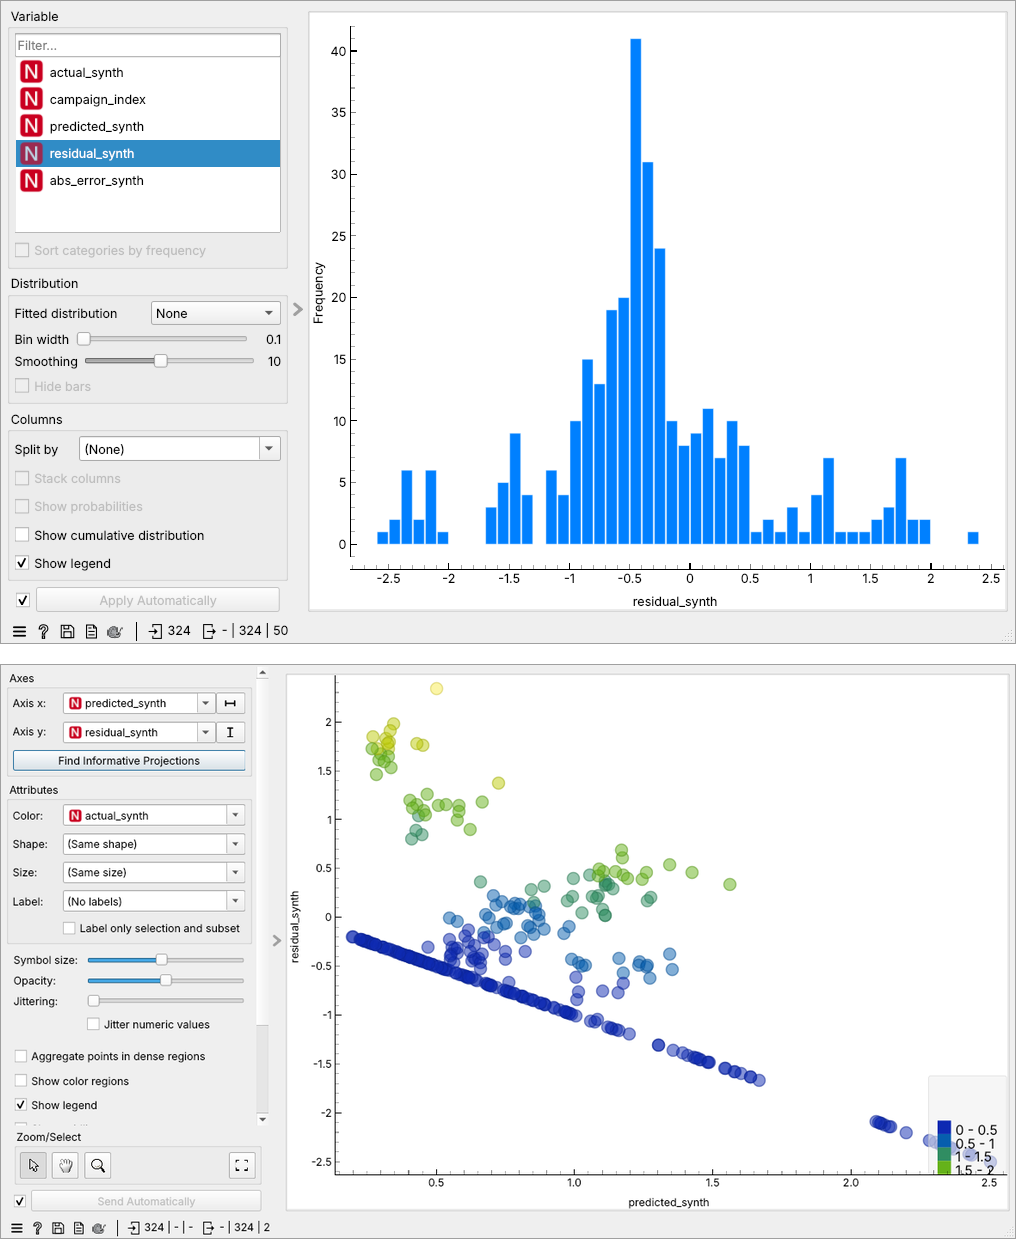 Variable
Filter...
N actual_synth
N campaign_index
N predicted_synth
N residual_synth
N abs_error_synth
Sort categories by frequency
Distribution
Fitted distribution None
Bin width 0.1
Smoothing 10
Hide bars
Columns
Split by (None)
Stack columns
Show probabilities
Show cumulative distribution
Show legend
Apply Automatically
324 - | 324 | 50
Frequency
40
35
30
25
20
15
10
5
0
-2.5 -2 -1.5 -1 -0.5 0 0.5 1 1.5 2 2.5
residual_synth
Axes
Axis x: N predicted_synth
Axis y: N residual_synth
Find Informative Projections
Attributes
Color: N actual_synth
Shape: (Same shape)
Size: (Same size)
Label: (No labels)
Label only selection and subset
Symbol size:
Opacity:
Jittering:
Jitter numeric values
Aggregate points in dense regions
Show color regions
Show legend
Zoom/Select
Send Automatically
324 | - | - - | 324 | 2
residual_synth
2
1.5
1
0.5
0
-0.5
-1
-1.5
-2
-2.5
0.5 1.0 1.5 2.0 2.5
predicted_synth
0 - 0.5
0.5 - 1
1 - 1.5
1.5 - 2